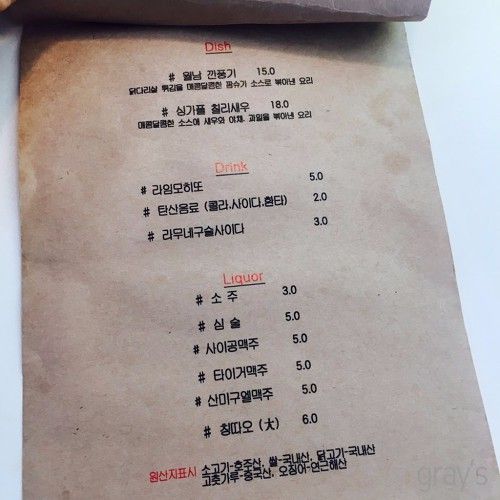 Dish
# 월남 깐풍기 15.0
닭다리살 튀김을 매콤달콤한 깜슈가 소스로 볶아낸 요리
# 싱가폴 칠리새우 18.0
매콤달콤한 소스에 새우와 야채, 과일을 볶아낸 요리
Drink
# 라임모히또 5.0
# 탄산음료 (콜라,사이다,환타) 2.0
# 라무네구슬사이다 3.0
Liquor
# 소 주 3.0
# 심 술 5.0
# 사이공맥주 5.0
# 타이거맥주 5.0
# 산미구엘맥주 5.0
# 칭따오 (大) 6.0
원산지표시 소고기-호주산, 쌀-국내산, 닭고기-국내산
고춧가루-중국산, 오징어-연근해산
gray's